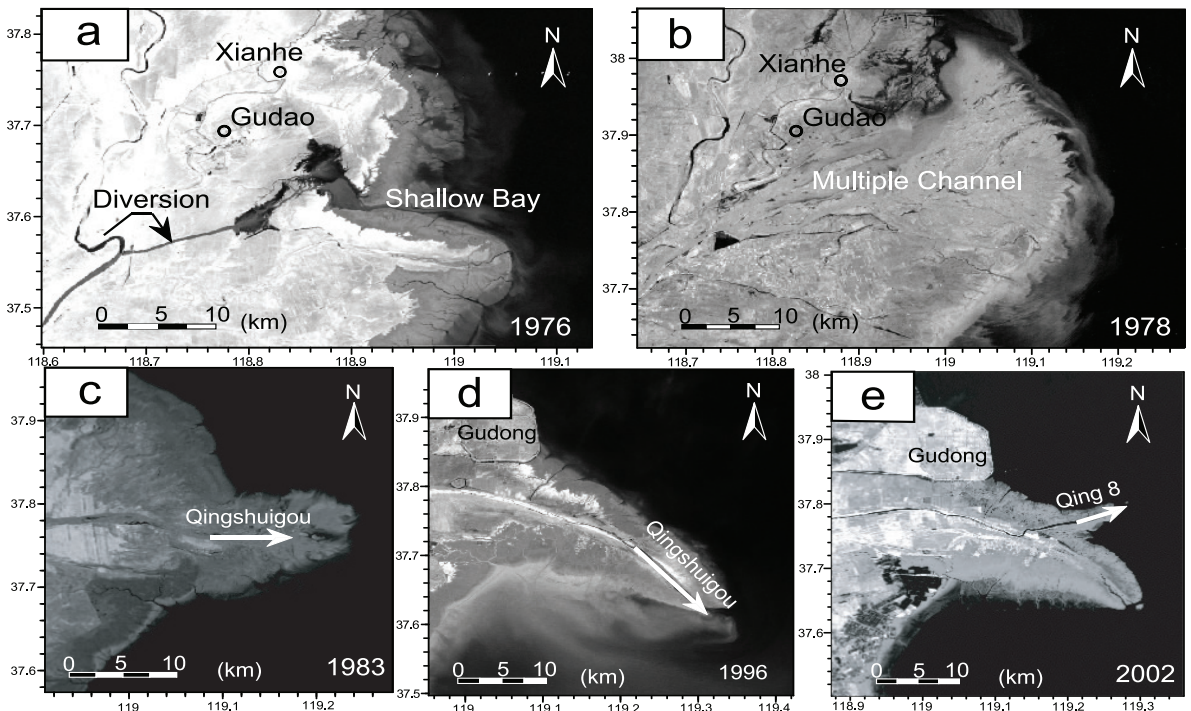 a
37.8
37.7
37.6
37.5
Xianhe
Gudao
Diversion
Shallow Bay
N
0 5 10 (km)
1976
118.6 118.7 118.8 118.9 119 119.1
b
38
37.9
37.8
37.7
Xianhe
Gudao
Multiple Channel
N
0 5 10 (km)
1978
118.7 118.8 118.9 119 119.1 119.2
c
37.9
37.8
37.7
37.6
N
Qingshuigou
0 5 10 (km)
1983
119 119.1 119.2
d
37.9
37.8
37.7
37.6
37.5
Gudong
N
Qingshuigou
0 5 10 (km)
1996
119 119.1 119.2 119.3 119.4
e
38
37.9
37.8
37.7
37.6
Gudong
N
Qing 8
0 5 10 (km)
2002
118.9 119 119.1 119.2 119.3